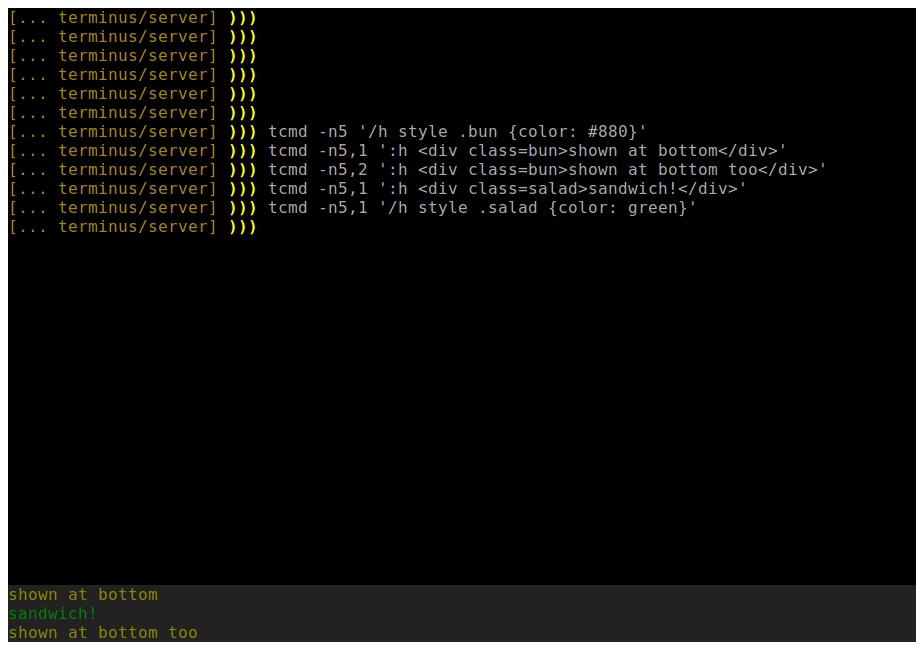 [... terminus/server] )))
[... terminus/server] )))
[... terminus/server] )))
[... terminus/server] )))
[... terminus/server] )))
[... terminus/server] )))
[... terminus/server] ))) tcmd -n5 '/h style .bun {color: #880}'
[... terminus/server] ))) tcmd -n5,1 ':h <div class=bun>shown at bottom</div>'
[... terminus/server] ))) tcmd -n5,2 ':h <div class=bun>shown at bottom too</div>'
[... terminus/server] ))) tcmd -n5,1 ':h <div class=salad>sandwich!</div>'
[... terminus/server] ))) tcmd -n5,1 '/h style .salad {color: green}'
[... terminus/server] )))
shown at bottom
sandwich!
shown at bottom too